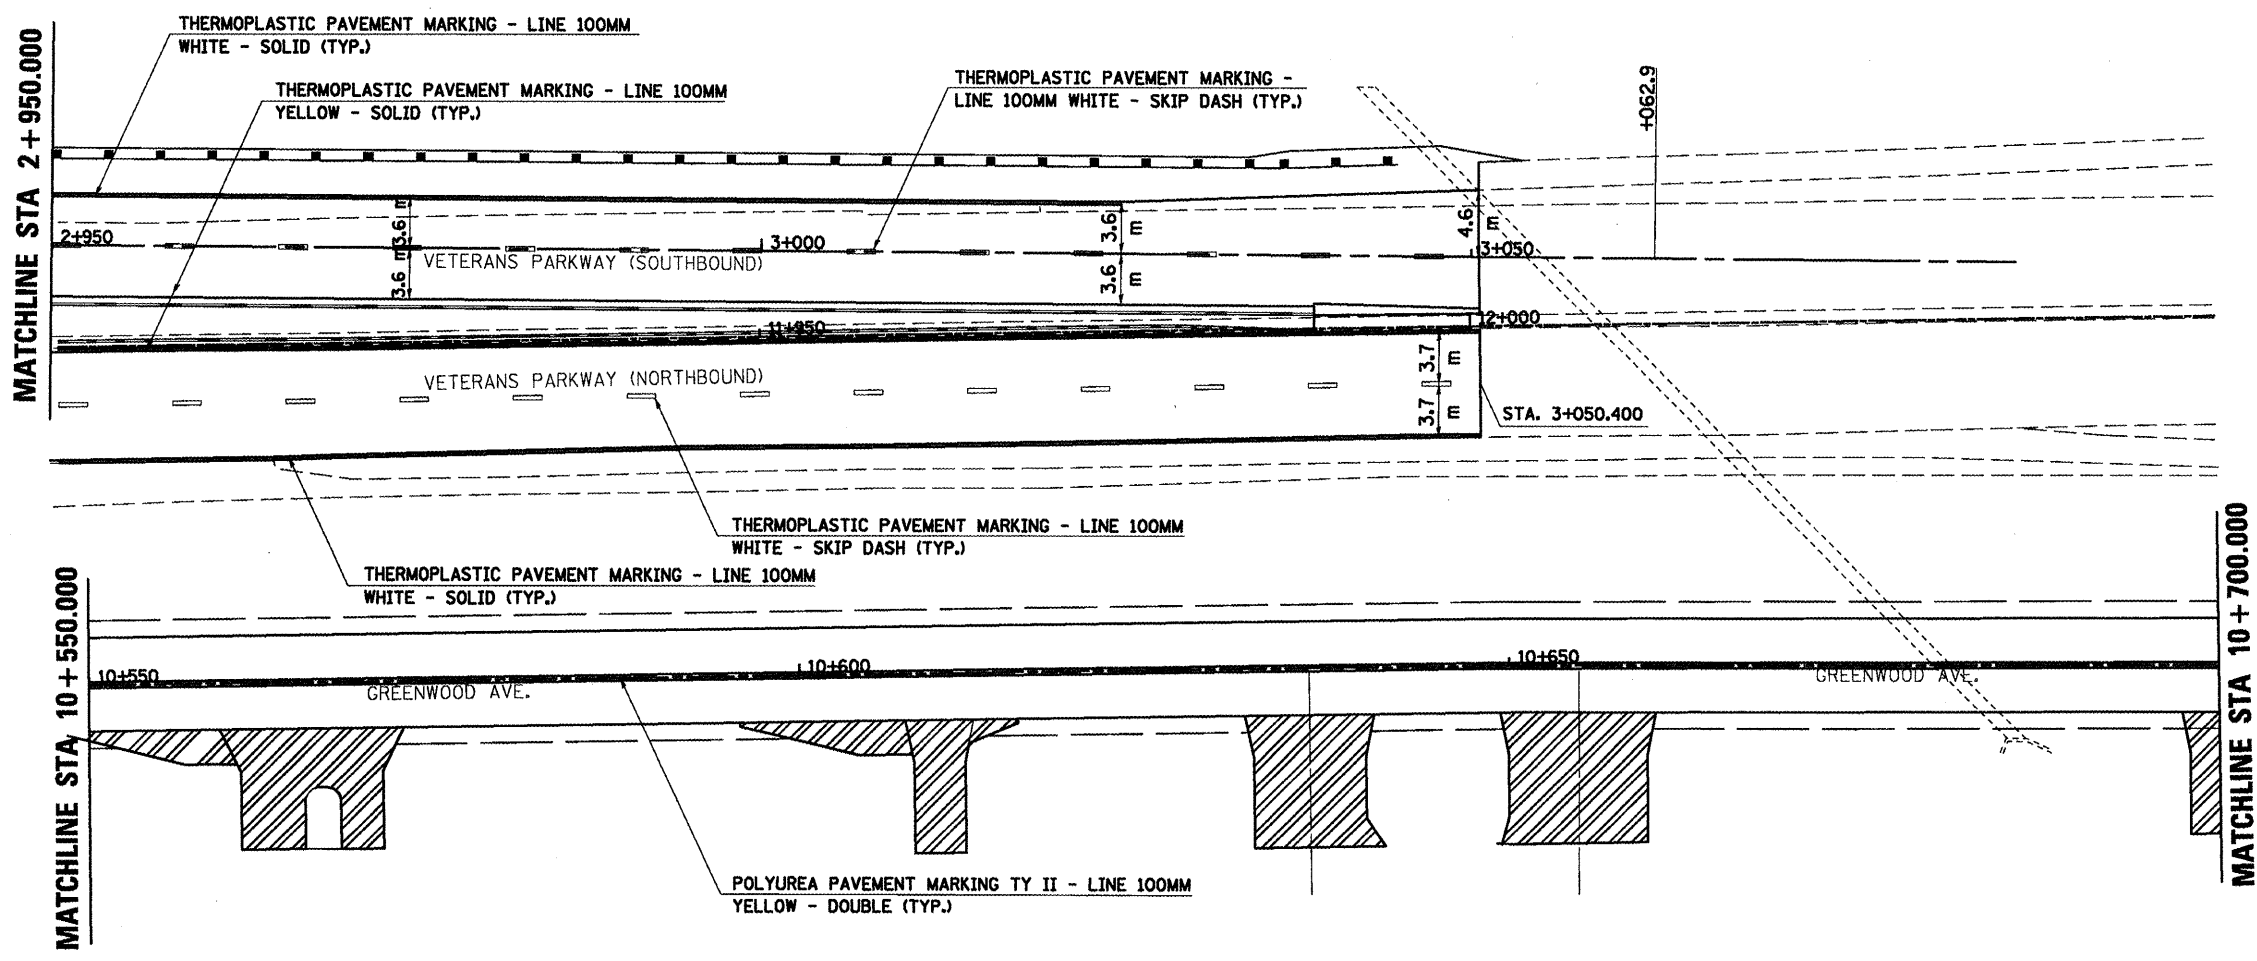 THERMOPLASTIC PAVEMENT MARKING - LINE 100MM
WHITE - SOLID (TYP.)
MATCHLINE STA 2+950.000
THERMOPLASTIC PAVEMENT MARKING - LINE 100MM
YELLOW - SOLID (TYP.)
THERMOPLASTIC PAVEMENT MARKING -
LINE 100MM WHITE - SKIP DASH (TYP.)
+062.9
2+950
3.6 m
3.6 m
3+000
3.6 m
3.6 m
4.6 m
3+050
VETERANS PARKWAY (SOUTHBOUND)
11+950
12+000
VETERANS PARKWAY (NORTHBOUND)
3.7 m
3.7 m
STA. 3+050.400
THERMOPLASTIC PAVEMENT MARKING - LINE 100MM
WHITE - SKIP DASH (TYP.)
THERMOPLASTIC PAVEMENT MARKING - LINE 100MM
WHITE - SOLID (TYP.)
MATCHLINE STA 10+550.000
MATCHLINE STA 10+700.000
10+550
10+600
10+650
GREENWOOD AVE.
GREENWOOD AVE.
POLYUREA PAVEMENT MARKING TY II - LINE 100MM
YELLOW - DOUBLE (TYP.)